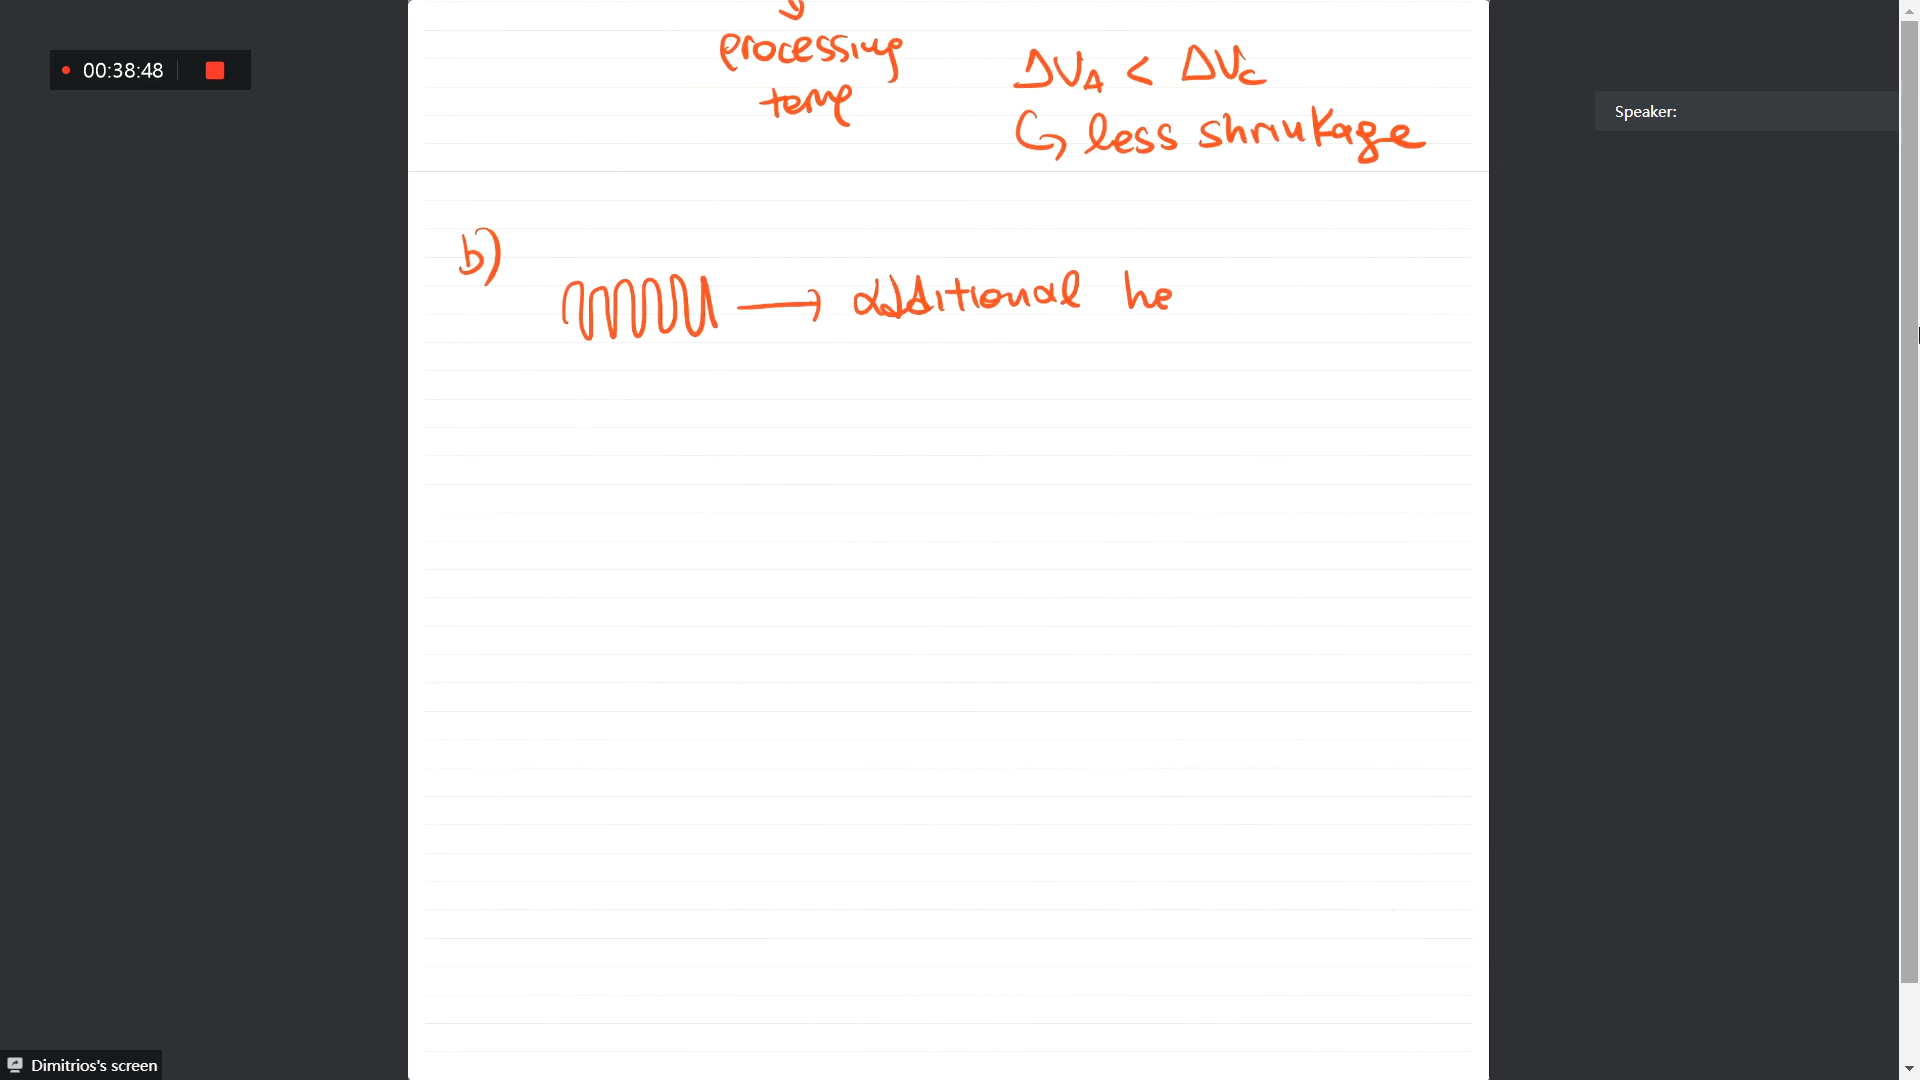 00:38:48
Speaker:
processing
temp
ΔVA < ΔVC
less shrinkage
b)
additional he
Dimitrios's screen